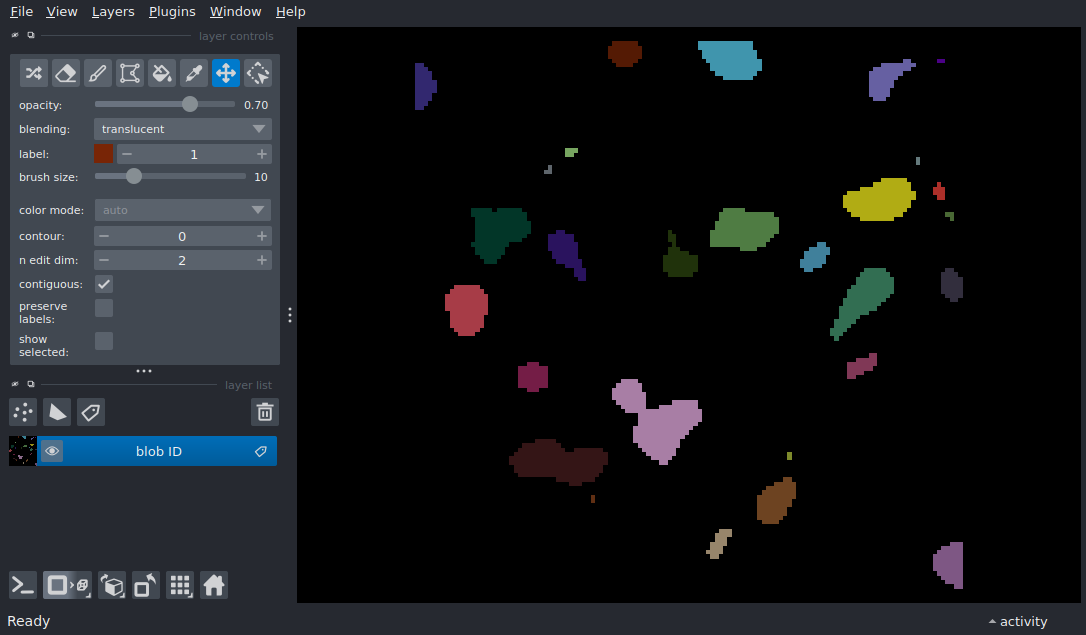 File View Layers Plugins Window Help
layer controls
opacity: 0.70
blending: translucent
label: 1
brush size: 10
color mode: auto
contour: 0
n edit dim: 2
contiguous:
preserve
labels:
show
selected:
layer list
blob ID
Ready
activity